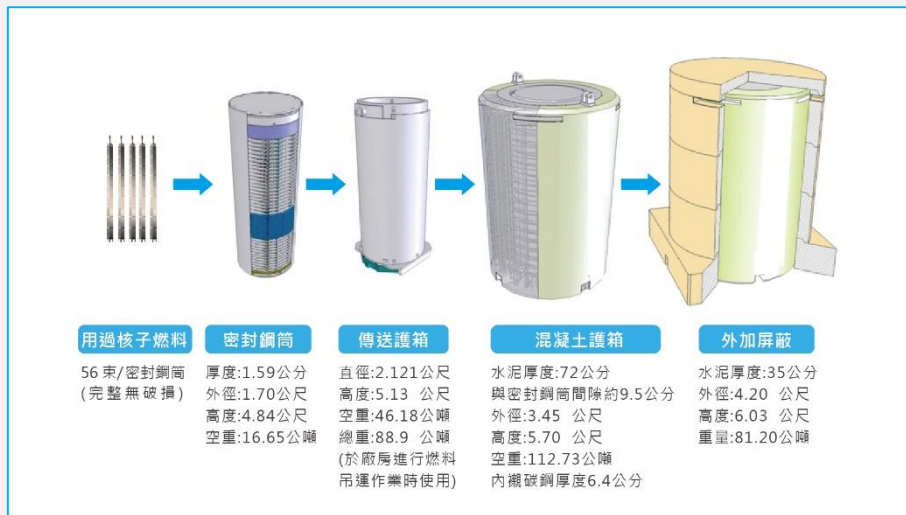 用過核子燃料
56束/密封鋼筒
(完整無破損)
密封鋼筒
厚度:1.59公分
外徑:1.70公尺
高度:4.84公尺
空重:16.65公噸
傳送護箱
直徑:2.121公尺
高度:5.13 公尺
空重:46.18公噸
總重:88.9 公噸
(於廠房進行燃料
吊運作業時使用)
混凝土護箱
水泥厚度:72公分
與密封鋼筒間隙約9.5公分
外徑:3.45 公尺
高度:5.70 公尺
空重:112.73公噸
內襯碳鋼厚度6.4公分
外加屏蔽
水泥厚度:35公分
外徑:4.20 公尺
高度:6.03 公尺
重量:81.20公噸